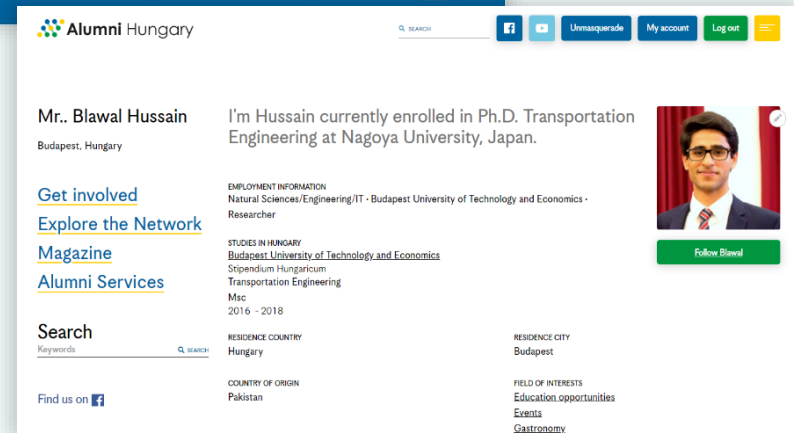 Alumni Hungary
SEARCH
Unmasquerade
My account
Log out
Mr.. Blawal Hussain
Budapest, Hungary
Get involved
Explore the Network
Magazine
Alumni Services
Search
Keywords
SEARCH
Find us on
I'm Hussain currently enrolled in Ph.D. Transportation
Engineering at Nagoya University, Japan.
EMPLOYMENT INFORMATION
Natural Sciences/Engineering/IT · Budapest University of Technology and Economics ·
Researcher
STUDIES IN HUNGARY
Budapest University of Technology and Economics
Stipendium Hungaricum
Transportation Engineering
Msc
2016 - 2018
RESIDENCE COUNTRY
Hungary
RESIDENCE CITY
Budapest
COUNTRY OF ORIGIN
Pakistan
FIELD OF INTERESTS
Education opportunities
Events
Gastronomy
Follow Blawal